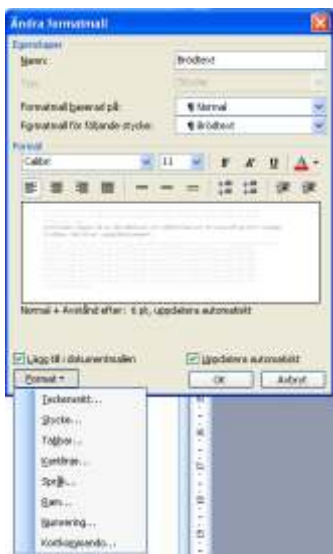 Ändra formatmall
Egenskaper
Namn: Brödtext
Formatmall baserad på: ¶ Normal
Formatmall för följande stycke: ¶ Brödtext
Format
Calibri 11 F K U A
Normal + Avstånd efter: 6 pt, uppdatera automatiskt
Lägg till i dokumentmallen Uppdatera automatiskt
Format OK Avbryt
Teckensnitt...
Stycke...
Tabbar...
Kantlinje...
Språk...
Ram...
Numrering...
Kortkommando...